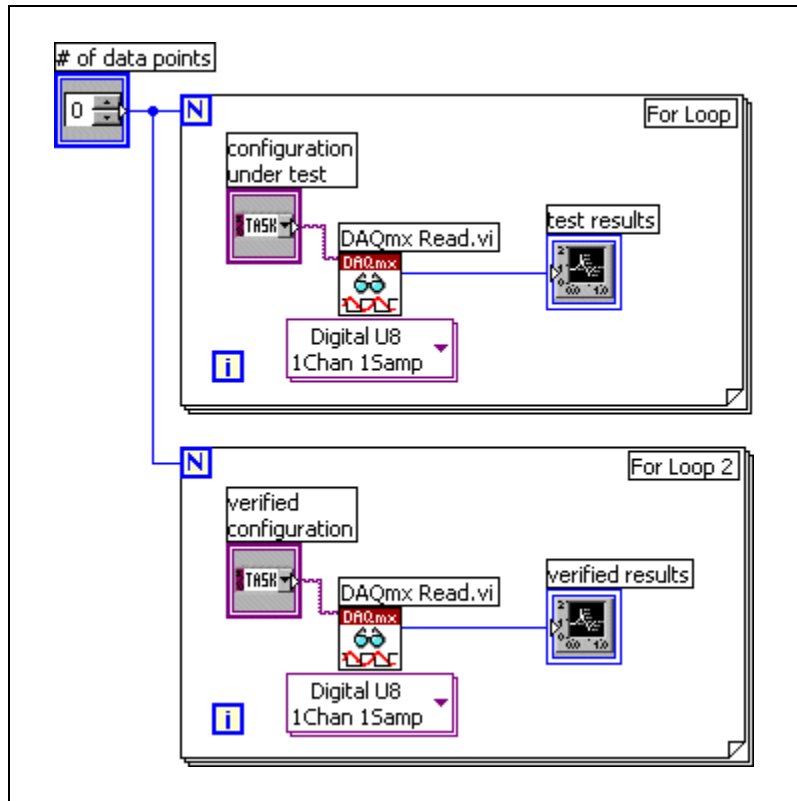 # of data points
0
N
For Loop
configuration
under test
TASK
DAQmx Read.vi
DAQmx
test results
Digital U8
1Chan 1Samp
i
N
For Loop 2
verified
configuration
TASK
DAQmx Read.vi
DAQmx
verified results
Digital U8
1Chan 1Samp
i